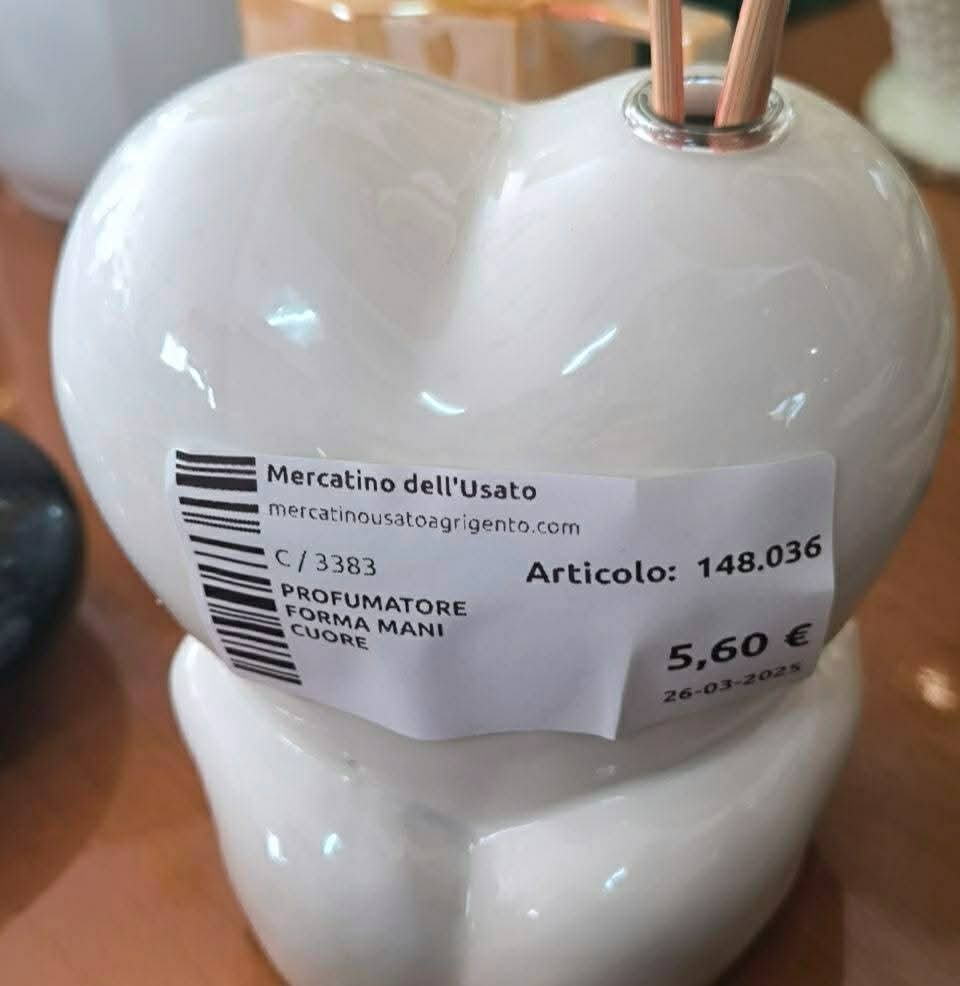 Mercatino dell'Usato
mercatinousatoagrigento.com
C / 3383
Articolo: 148.036
PROFUMATORE
FORMA MANI
CUORE
5,60 €
26-03-2025